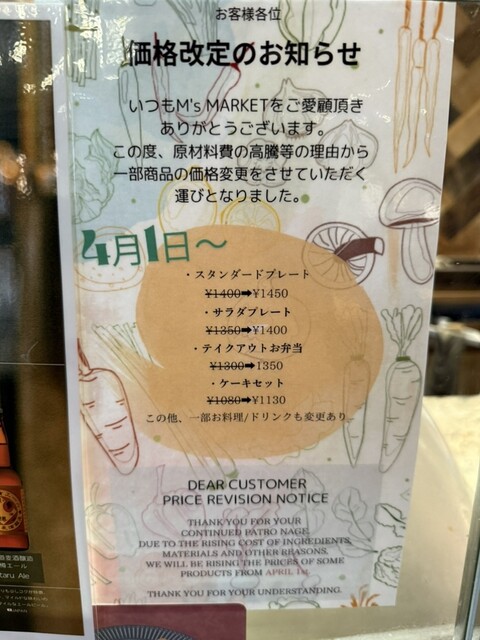 お客様各位
価格改定のお知らせ
いつもM's MARKETをご愛顧頂き
ありがとうございます。
この度、原材料費の高騰等の理由から
一部商品の価格変更をさせていただく
運びとなりました。
4月1日〜
・スタンダードプレート
¥1400➡¥1450
・サラダプレート
¥1350➡¥1400
・テイクアウトお弁当
¥1300➡1350
・ケーキセット
¥1080➡¥1130
この他、一部お料理/ドリンクも変更あり
DEAR CUSTOMER
PRICE REVISION NOTICE
THANK YOU FOR YOUR
CONTINUED PATRO NAGE.
DUE TO THE RISING COST OF INGREDIENTS,
MATERIALS AND OTHER REASONS,
WE WILL BE RISING THE PRICES OF SOME
PRODUCTS FROM APRIL 1st.
THANK YOU FOR YOUR UNDERSTANDING.
taru Ale